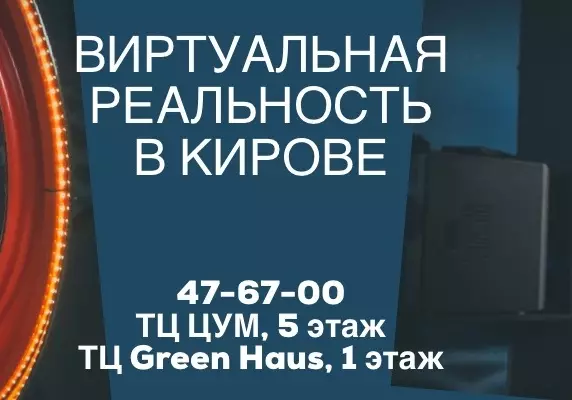 ВИРТУАЛЬНАЯ
РЕАЛЬНОСТЬ
В КИРОВЕ
47-67-00
ТЦ ЦУМ, 5 этаж
ТЦ Green Haus, 1 этаж